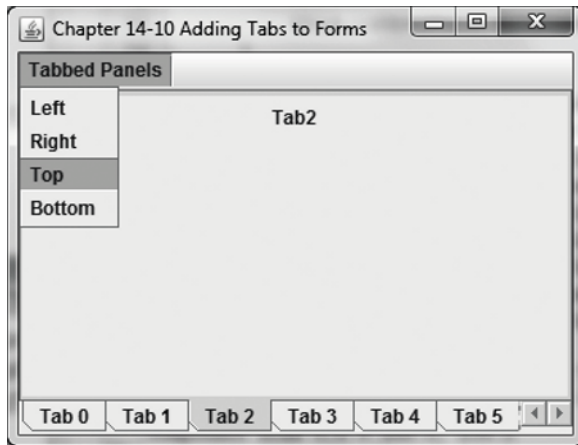 Chapter 14-10 Adding Tabs to Forms
Tabbed Panels
Left
Right
Top
Bottom
Tab2
Tab 0 Tab 1 Tab 2 Tab 3 Tab 4 Tab 5